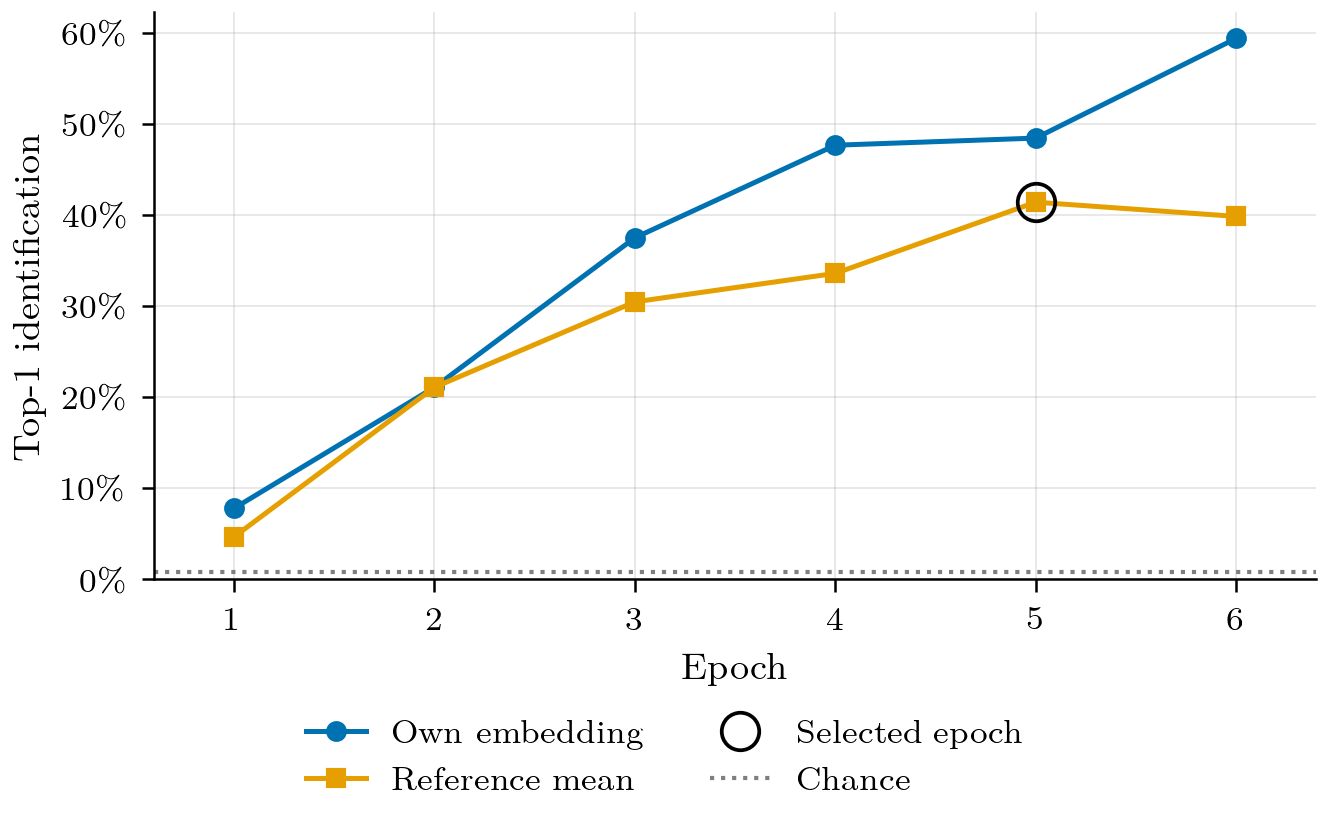 60%
50%
40%
30%
20%
10%
0%
Top-1 identification
1 2 3 4 5 6
Epoch
Own embedding
Reference mean
Selected epoch
Chance